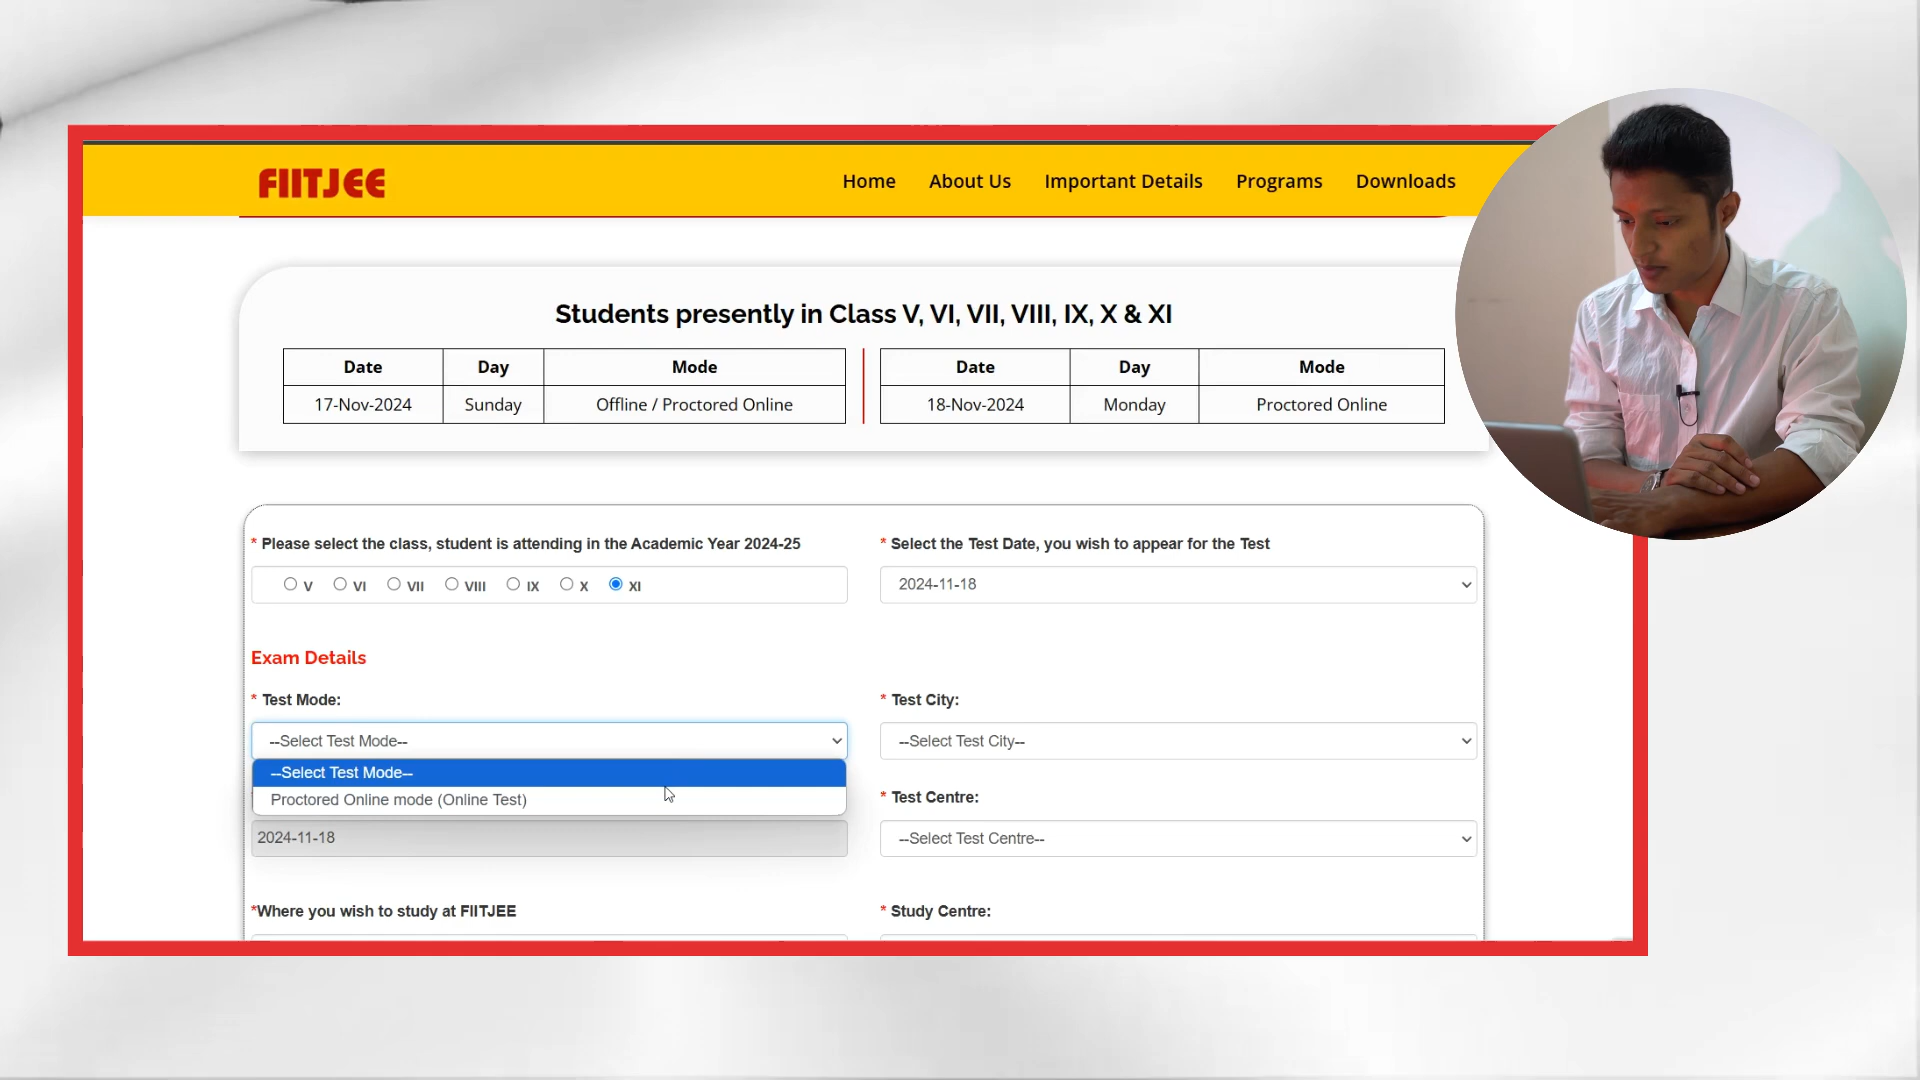 FIITJEE
Home About Us Important Details Programs Downloads
Students presently in Class V, VI, VII, VIII, IX, X & XI
Date Day Mode
17-Nov-2024 Sunday Offline / Proctored Online
Date Day Mode
18-Nov-2024 Monday Proctored Online
* Please select the class, student is attending in the Academic Year 2024-25
V VI VII VIII IX X XI
* Select the Test Date, you wish to appear for the Test
2024-11-18
Exam Details
* Test Mode:
--Select Test Mode--
--Select Test Mode--
Proctored Online mode (Online Test)
2024-11-18
* Test City:
--Select Test City--
* Test Centre:
--Select Test Centre--
*Where you wish to study at FIITJEE
* Study Centre: